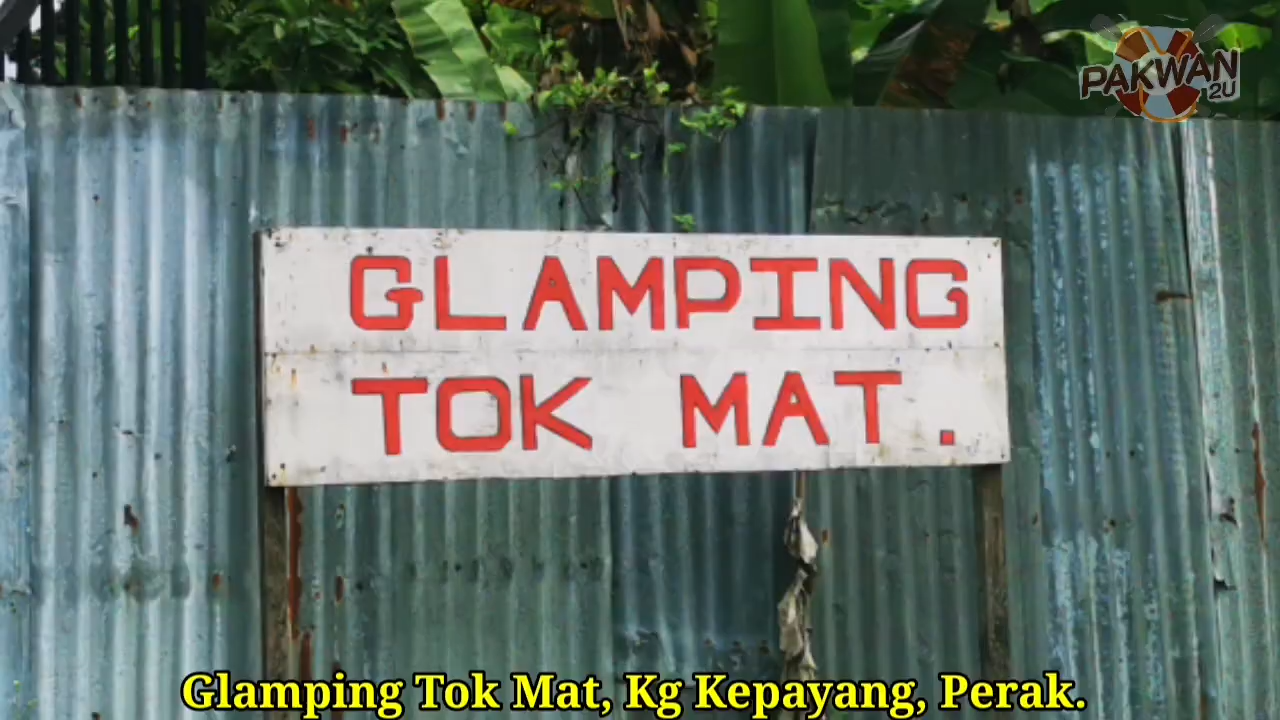 PAKWAN
2U
GLAMPING
TOK MAT.
Glamping Tok Mat, Kg Kepayang, Perak.